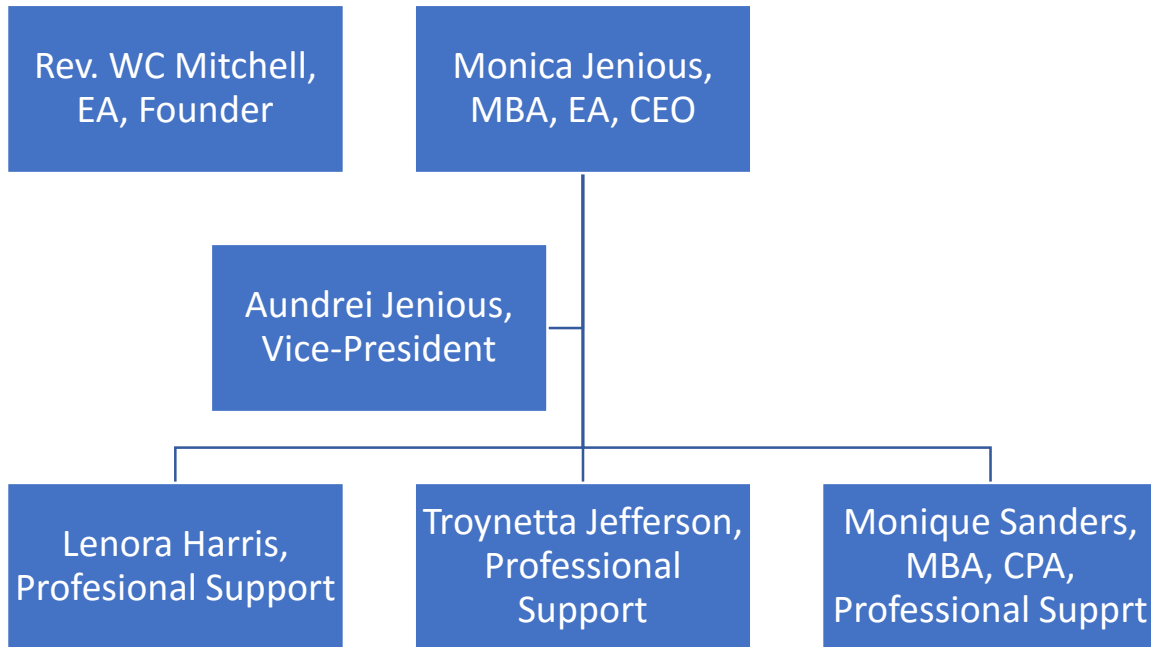 Rev. WC Mitchell,
EA, Founder
Monica Jenious,
MBA, EA, CEO
Aundrei Jenious,
Vice-President
Lenora Harris,
Profesional Support
Troynetta Jefferson,
Professional
Support
Monique Sanders,
MBA, CPA,
Professional Supprt